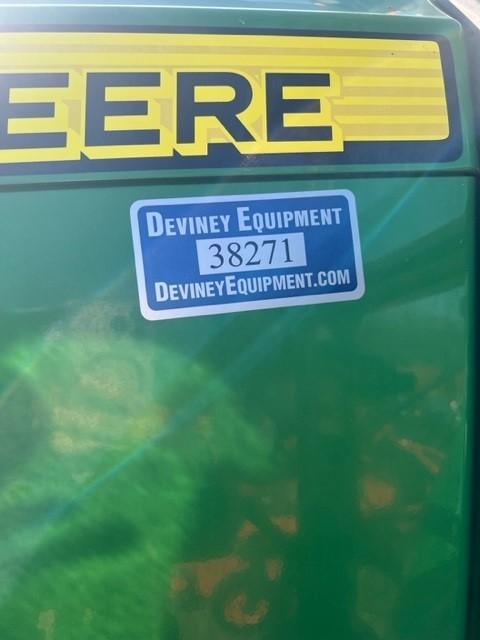 EERE
DEVINEY EQUIPMENT
38271
DEVINEYEQUIPMENT.COM